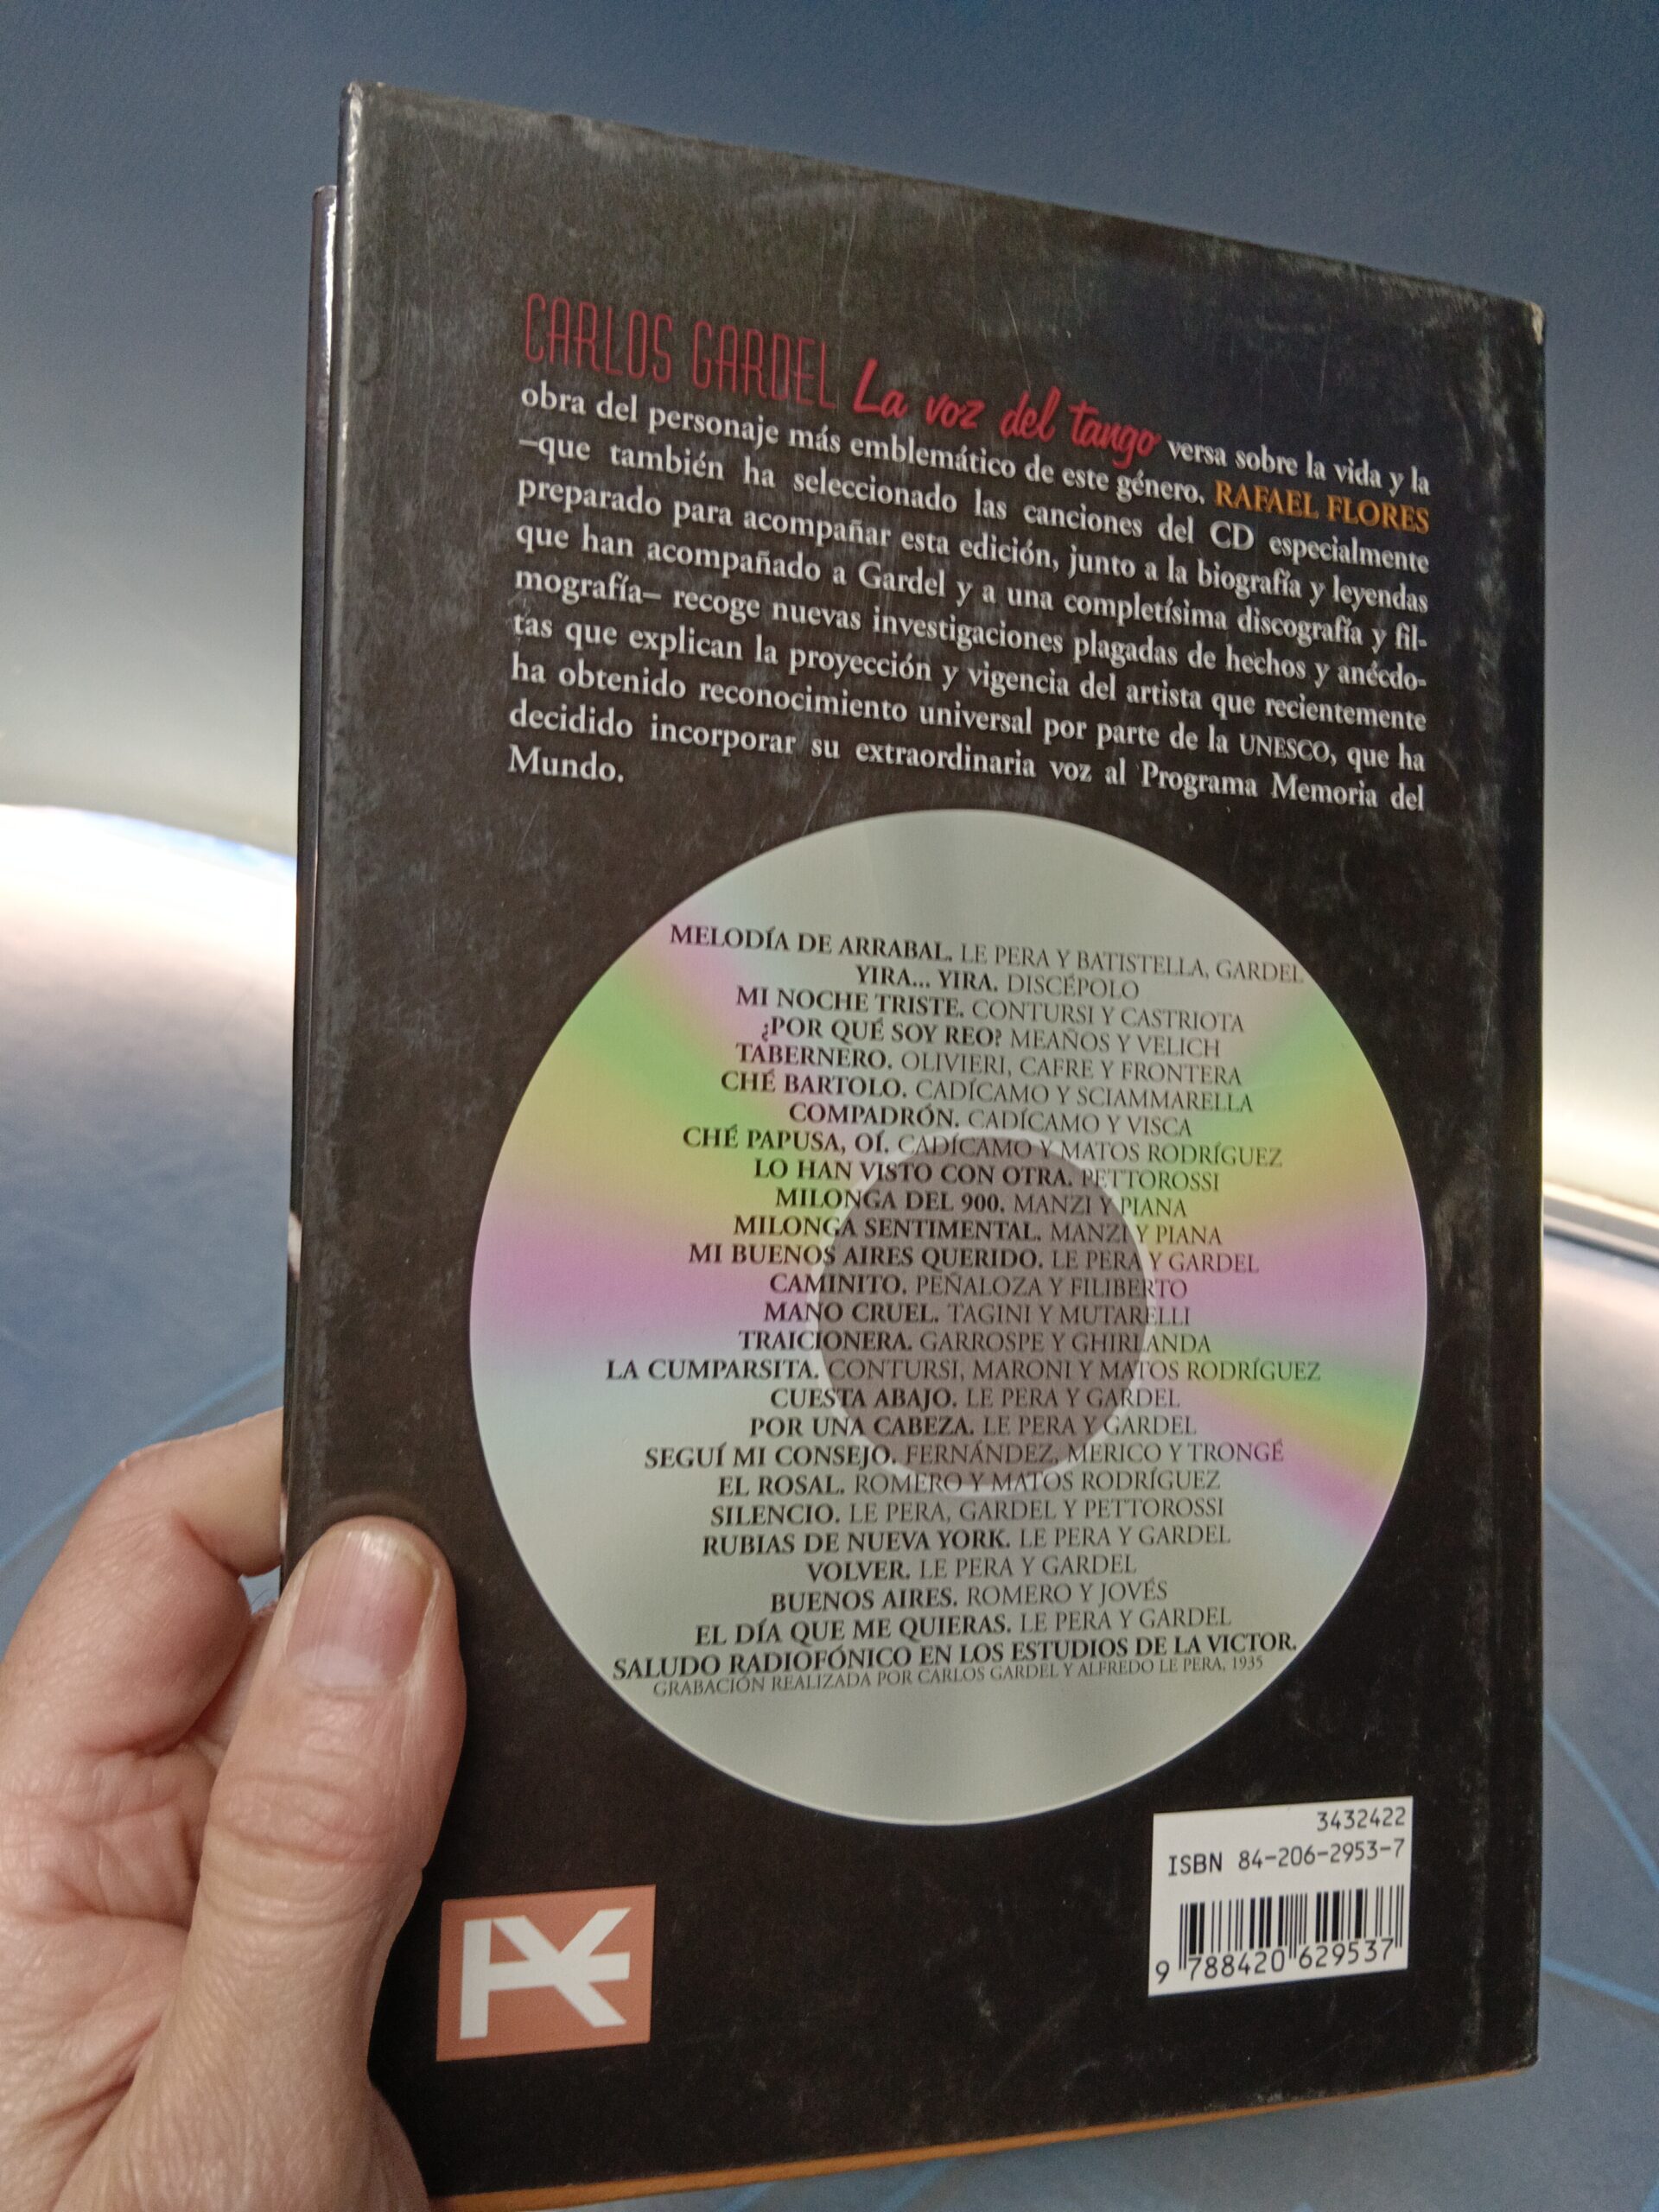 CARLOS GARDEL La voz del tango versa sobre la vida y la
obra del personaje más emblemático de este género. RAFAEL FLORES
–que también ha seleccionado las canciones del CD especialmente
preparado para acompañar esta edición, junto a la biografía y leyendas
que han acompañado a Gardel y a una completísima discografía y fil-
mografía– recoge nuevas investigaciones plagadas de hechos y anécdo-
tas que explican la proyección y vigencia del artista que recientemente
ha obtenido reconocimiento universal por parte de la UNESCO, que ha
decidido incorporar su extraordinaria voz al Programa Memoria del
Mundo.
MELODÍA DE ARRABAL. LE PERA Y BATISTELLA, GARDEL
YIRA... YIRA. DISCÉPOLO
MI NOCHE TRISTE. CONTURSI Y CASTRIOTA
¿POR QUÉ SOY REO? MEAÑOS Y VELICH
TABERNERO. OLIVIERI, CAFRE Y FRONTERA
CHÉ BARTOLO. CADÍCAMO Y SCIAMMARELLA
COMPADRÓN. CADÍCAMO Y VISCA
CHÉ PAPUSA, OÍ. CADÍCAMO Y MATOS RODRÍGUEZ
LO HAN VISTO CON OTRA. PETTOROSSI
MILONGA DEL 900. MANZI Y PIANA
MILONGA SENTIMENTAL. MANZI Y PIANA
MI BUENOS AIRES QUERIDO. LE PERA Y GARDEL
CAMINITO. PEÑALOZA Y FILIBERTO
MANO CRUEL. TAGINI Y MUTARELLI
TRAICIONERA. GARROSPE Y GHIRLANDA
LA CUMPARSITA. CONTURSI, MARONI Y MATOS RODRÍGUEZ
CUESTA ABAJO. LE PERA Y GARDEL
POR UNA CABEZA. LE PERA Y GARDEL
SEGUÍ MI CONSEJO. FERNÁNDEZ, MERICO Y TRONGÉ
EL ROSAL. ROMERO Y MATOS RODRÍGUEZ
SILENCIO. LE PERA, GARDEL Y PETTOROSSI
RUBIAS DE NUEVA YORK. LE PERA Y GARDEL
VOLVER. LE PERA Y GARDEL
BUENOS AIRES. ROMERO Y JOVÉS
EL DÍA QUE ME QUIERAS. LE PERA Y GARDEL
SALUDO RADIOFÓNICO EN LOS ESTUDIOS DE LA VICTOR.
GRABACIÓN REALIZADA POR CARLOS GARDEL Y ALFREDO LE PERA, 1935
3432422
ISBN 84-206-2953-7
9 788420 629537